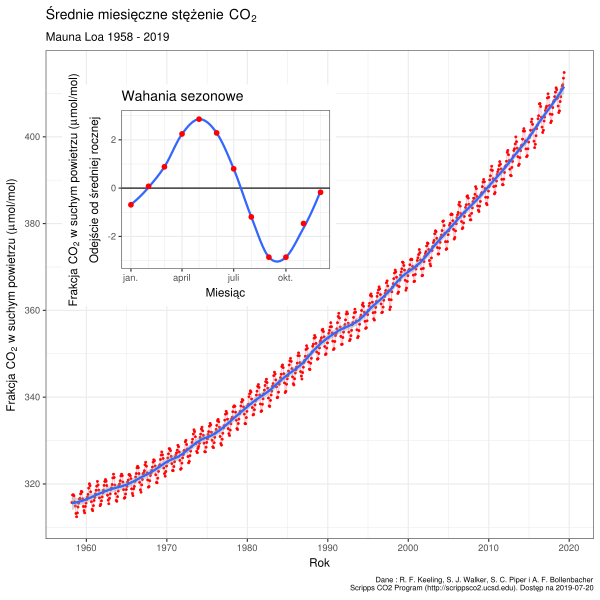 Średnie miesięczne stężenie CO₂
Mauna Loa 1958 - 2019
Frakcja CO₂ w suchym powietrzu (μmol/mol)
400
380
360
340
320
1960
1970
1980
1990
2000
2010
2020
Rok
Wahania sezonowe
Frakcja CO₂ w suchym powietrzu (μmol/mol)
Odejście od średniej rocznej
2
0
-2
jan.
april
juli
okt.
Miesiąc
Dane : R. F. Keeling, S. J. Walker, S. C. Piper i A. F. Bollenbacher
Scripps CO2 Program (http://scrippsco2.ucsd.edu). Dostęp na 2019-07-20